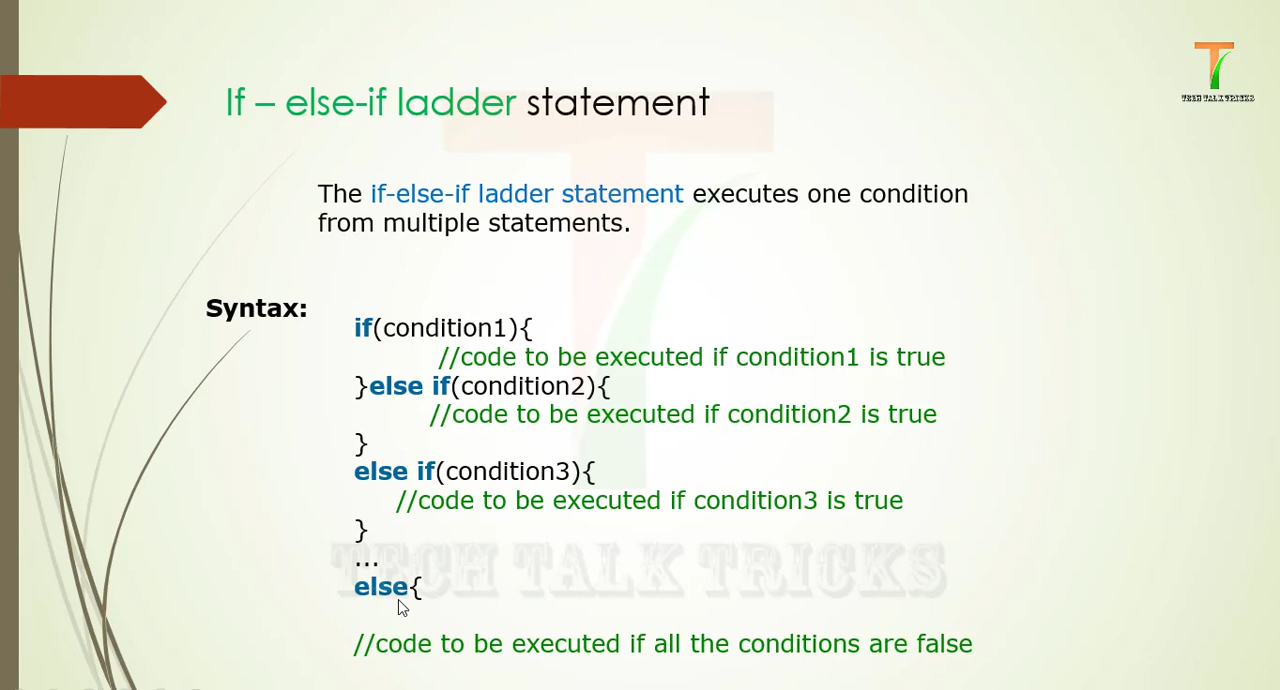 TECH TALK TRICKS
If – else-if ladder statement
The if-else-if ladder statement executes one condition
from multiple statements.
Syntax:
if(condition1){
//code to be executed if condition1 is true
}else if(condition2){
//code to be executed if condition2 is true
}
else if(condition3){
//code to be executed if condition3 is true
}
...
TECH TALK TRICKS
else{
//code to be executed if all the conditions are false